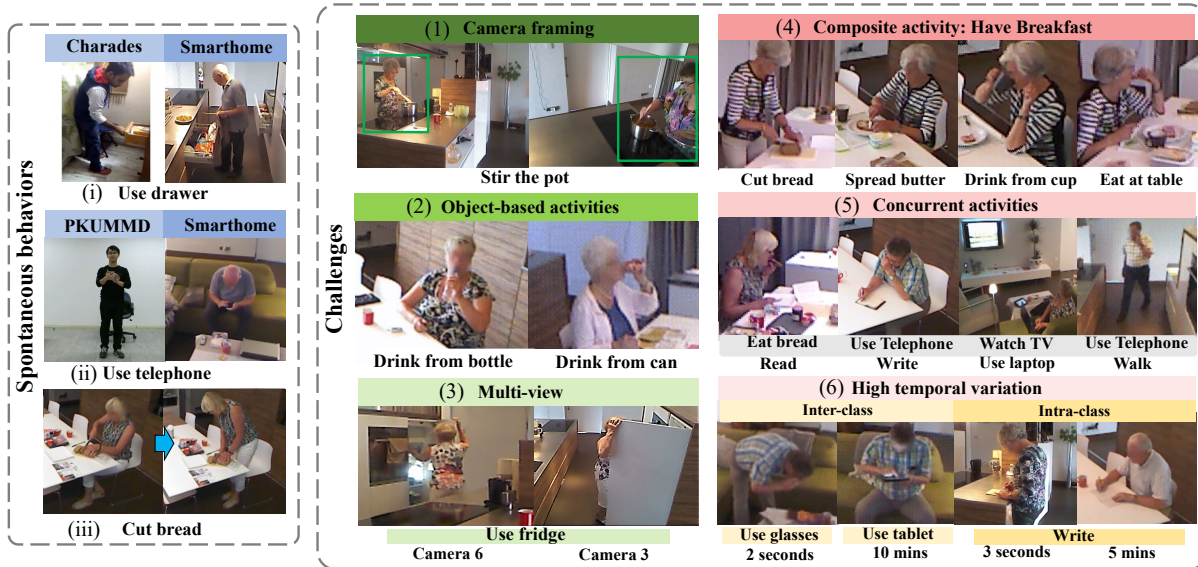 Spontaneous behaviors
Charades Smarthome
(i) Use drawer
PKUMMD Smarthome
(ii) Use telephone
(iii) Cut bread
Challenges
(1) Camera framing
Stir the pot
(2) Object-based activities
Drink from bottle Drink from can
(3) Multi-view
Use fridge
Camera 6 Camera 3
(4) Composite activity: Have Breakfast
Cut bread Spread butter Drink from cup Eat at table
(5) Concurrent activities
Eat bread Use Telephone Watch TV Use Telephone
Read Write Use laptop Walk
(6) High temporal variation
Inter-class Intra-class
Use glasses Use tablet Write
2 seconds 10 mins 3 seconds 5 mins